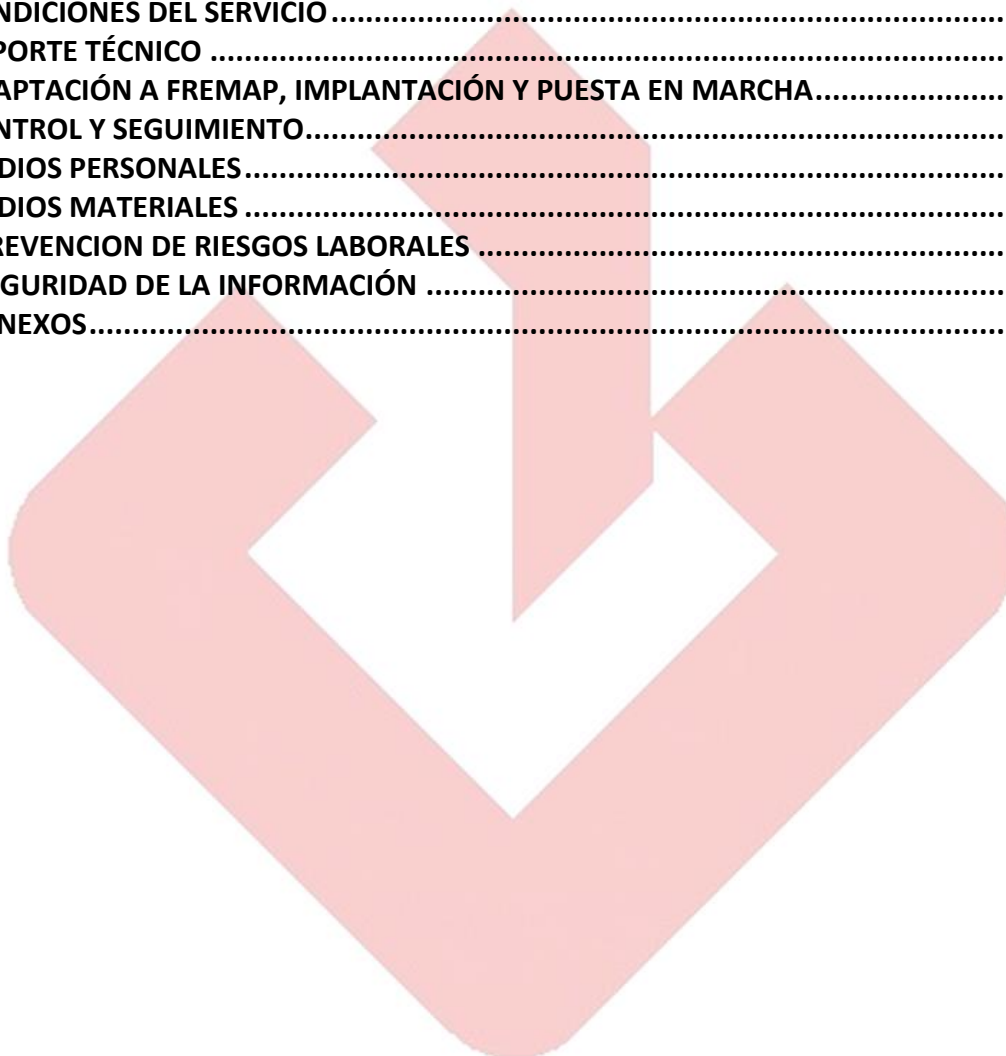 NDICIONES DEL SERVICIO........................................................................
PORTE TÉCNICO........................................................................
APTACIÓN A FREMAP, IMPLANTACIÓN Y PUESTA EN MARCHA.....................
NTROL Y SEGUIMIENTO........................................................................
DIOS PERSONALES........................................................................
DIOS MATERIALES........................................................................
REVENCION DE RIESGOS LABORALES........................................................
GURIDAD DE LA INFORMACIÓN............................................................
NEXOS........................................................................